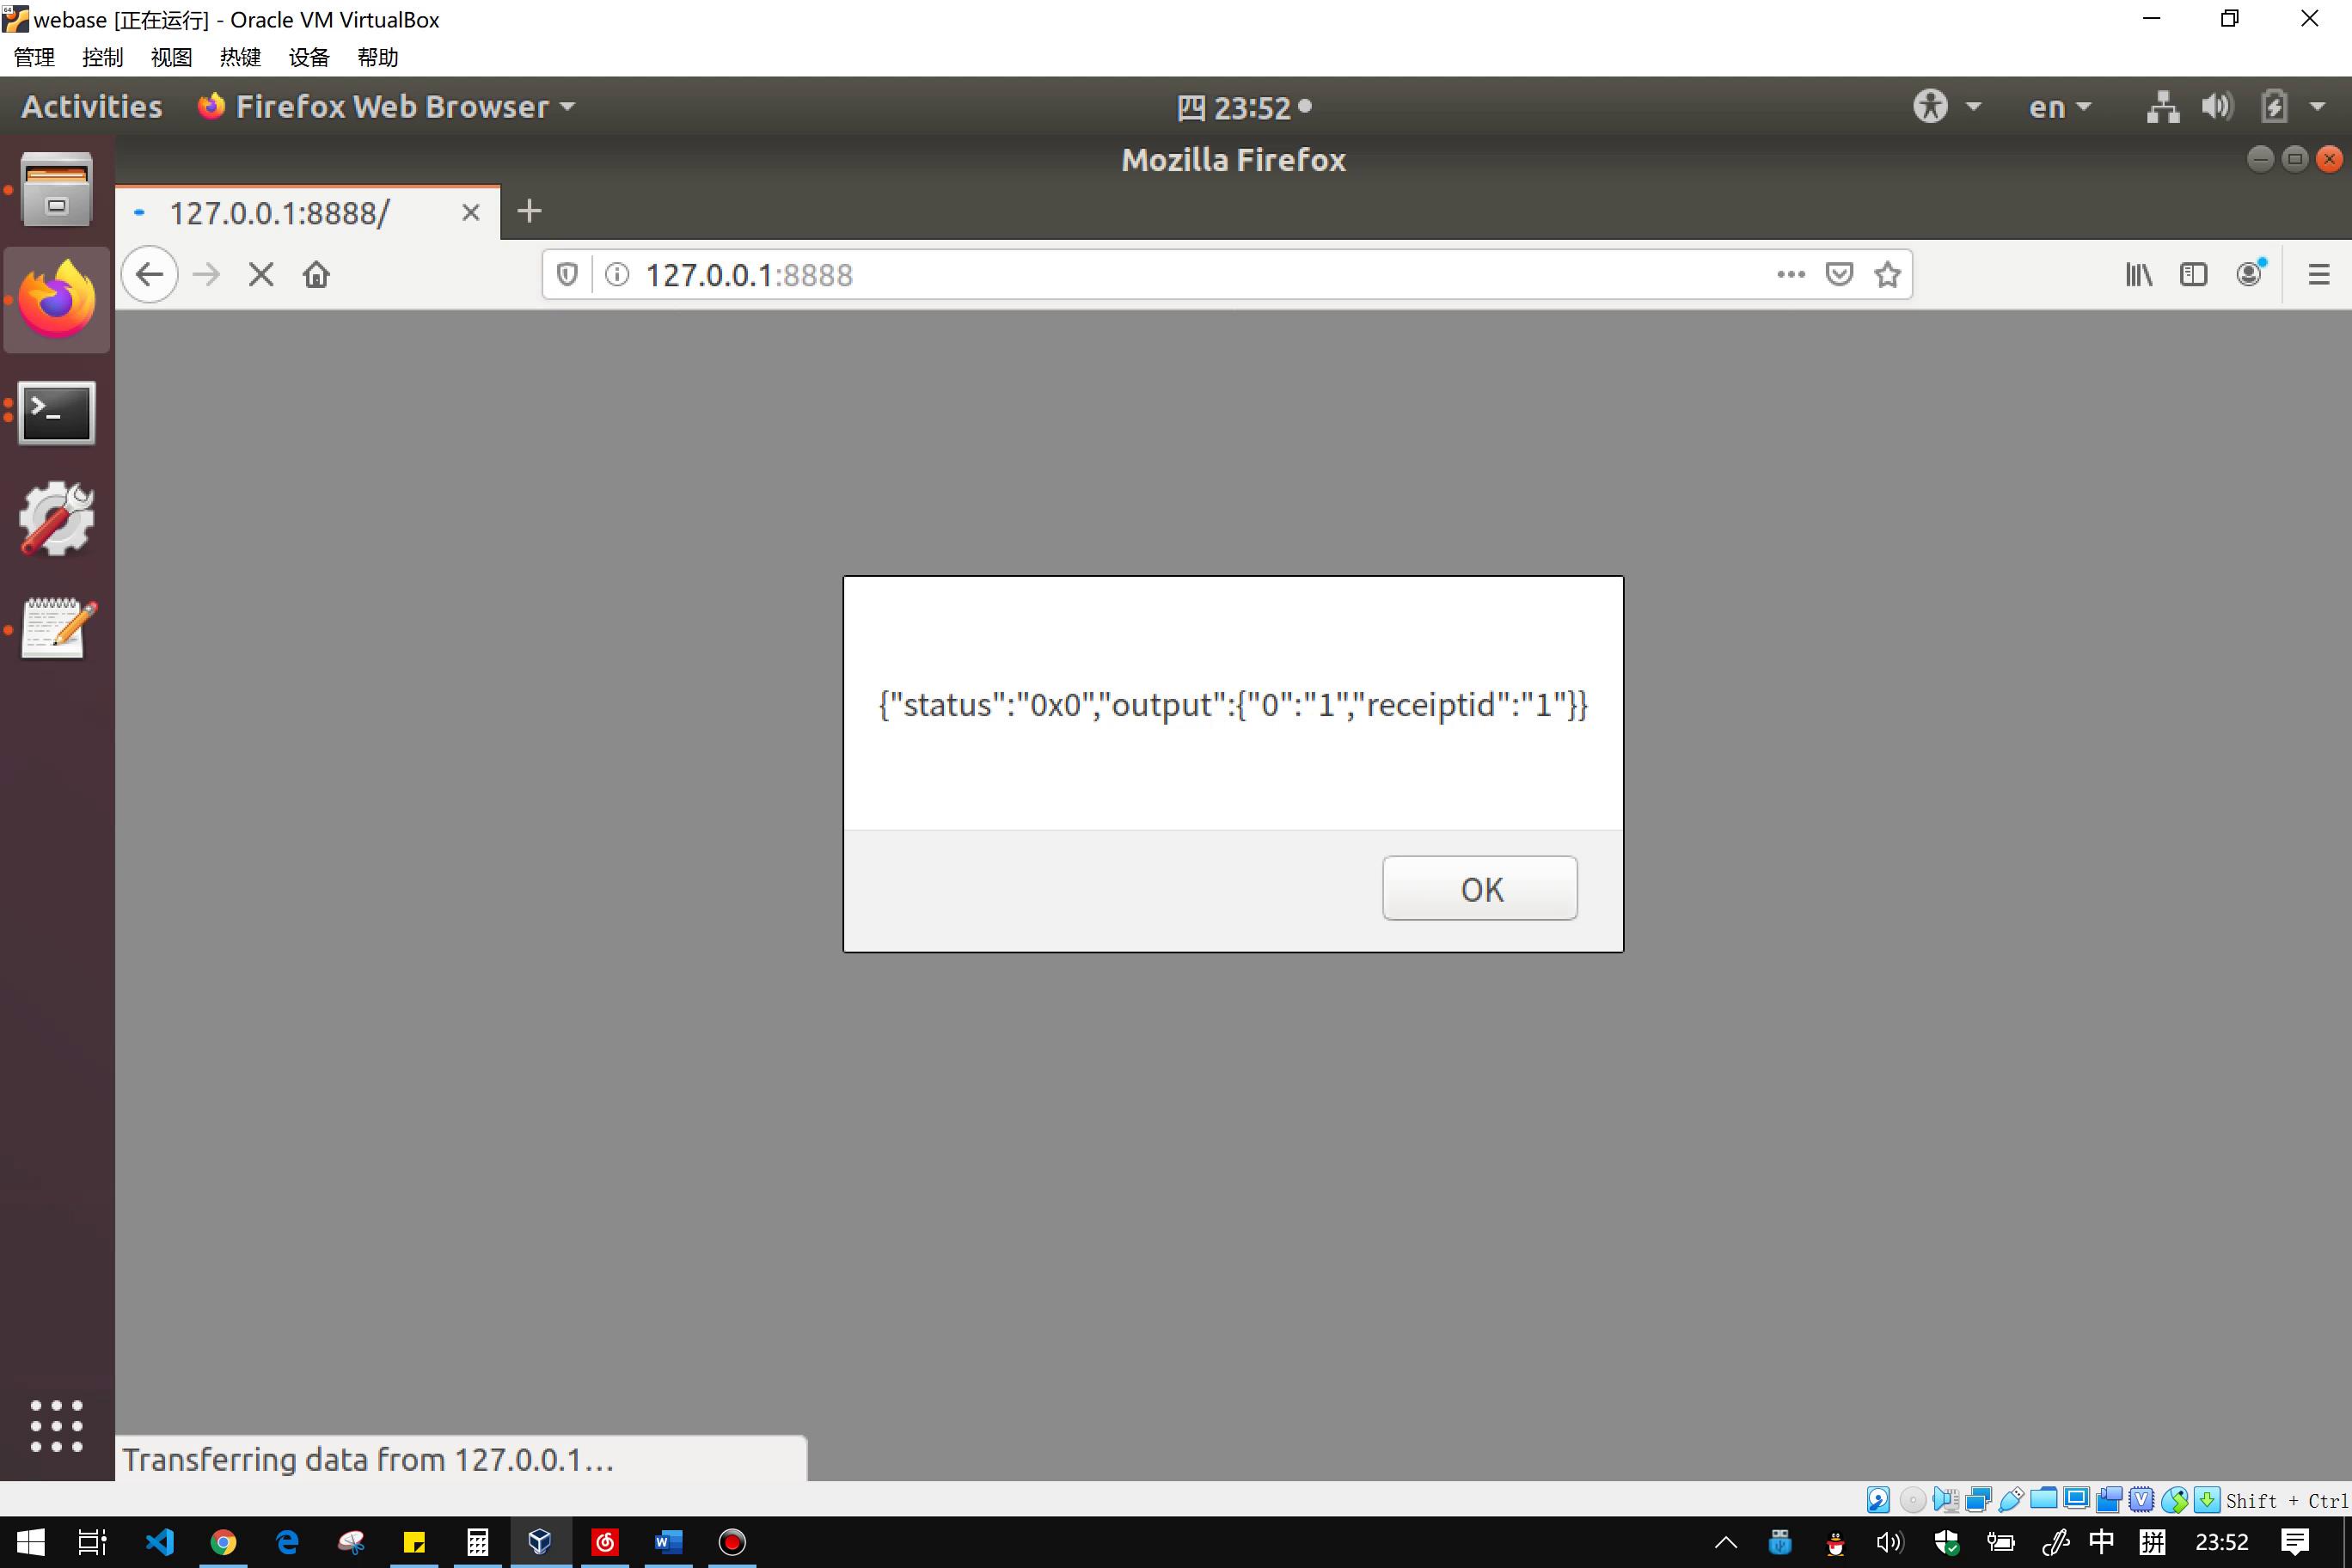 webase [正在运行] - Oracle VM VirtualBox
管理 控制 视图 热键 设备 帮助
Activities Firefox Web Browser 四 23:52 en
Mozilla Firefox
127.0.0.1:8888/
127.0.0.1:8888
{"status":"0x0","output":{"0":"1","receiptid":"1"}}
OK
Transferring data from 127.0.0.1…
Shift + Ctrl
中 拼 23:52